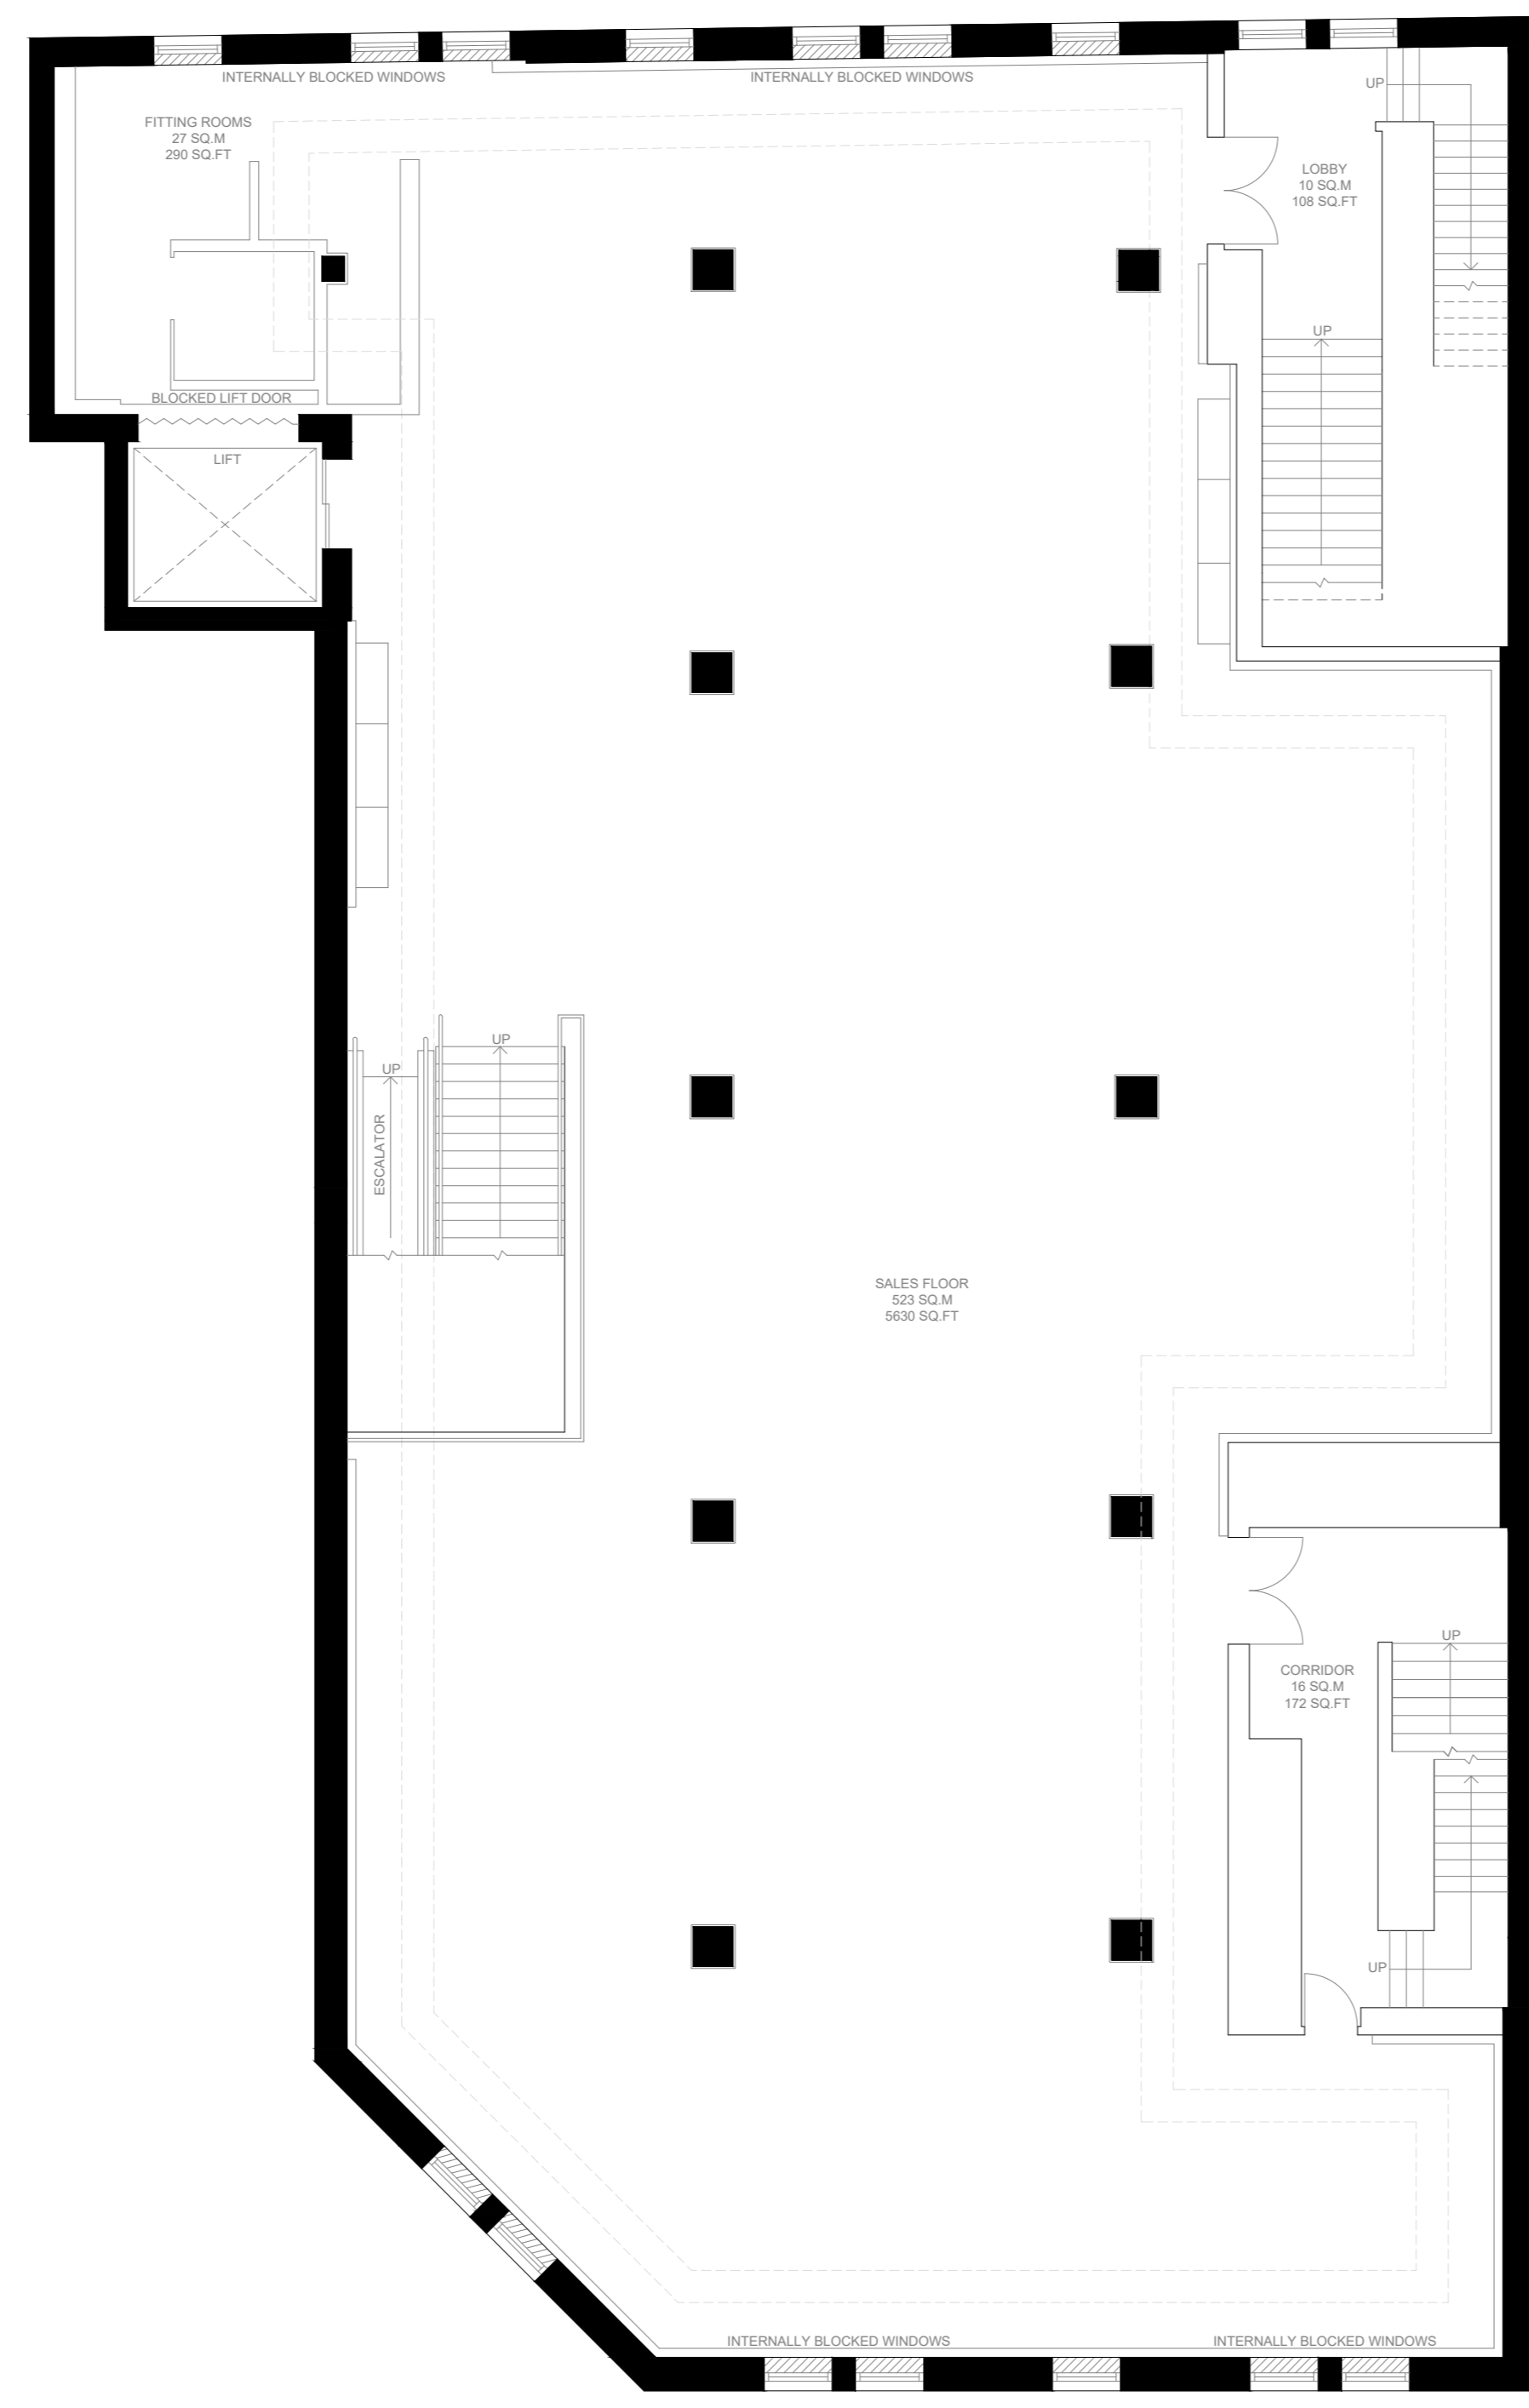 INTERNALLY BLOCKED WINDOWS
INTERNALLY BLOCKED WINDOWS
UP
FITTING ROOMS
27 SQ.M
290 SQ.FT
LOBBY
10 SQ.M
108 SQ.FT
UP
BLOCKED LIFT DOOR
LIFT
UP
UP
ESCALATOR
SALES FLOOR
523 SQ.M
5630 SQ.FT
UP
CORRIDOR
16 SQ.M
172 SQ.FT
UP
INTERNALLY BLOCKED WINDOWS
INTERNALLY BLOCKED WINDOWS